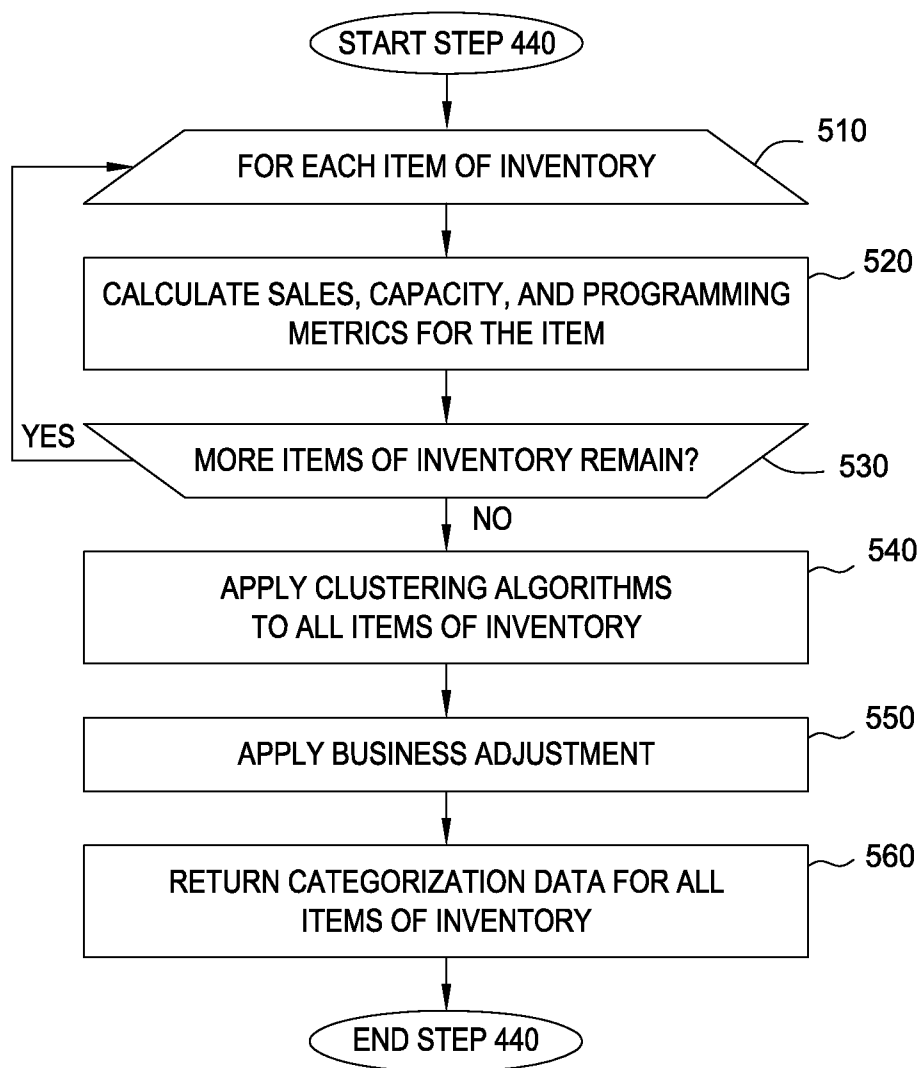 START STEP 440
FOR EACH ITEM OF INVENTORY
510
CALCULATE SALES, CAPACITY, AND PROGRAMMING
METRICS FOR THE ITEM
520
YES
MORE ITEMS OF INVENTORY REMAIN?
530
NO
APPLY CLUSTERING ALGORITHMS
TO ALL ITEMS OF INVENTORY
540
APPLY BUSINESS ADJUSTMENT
550
RETURN CATEGORIZATION DATA FOR ALL
ITEMS OF INVENTORY
560
END STEP 440